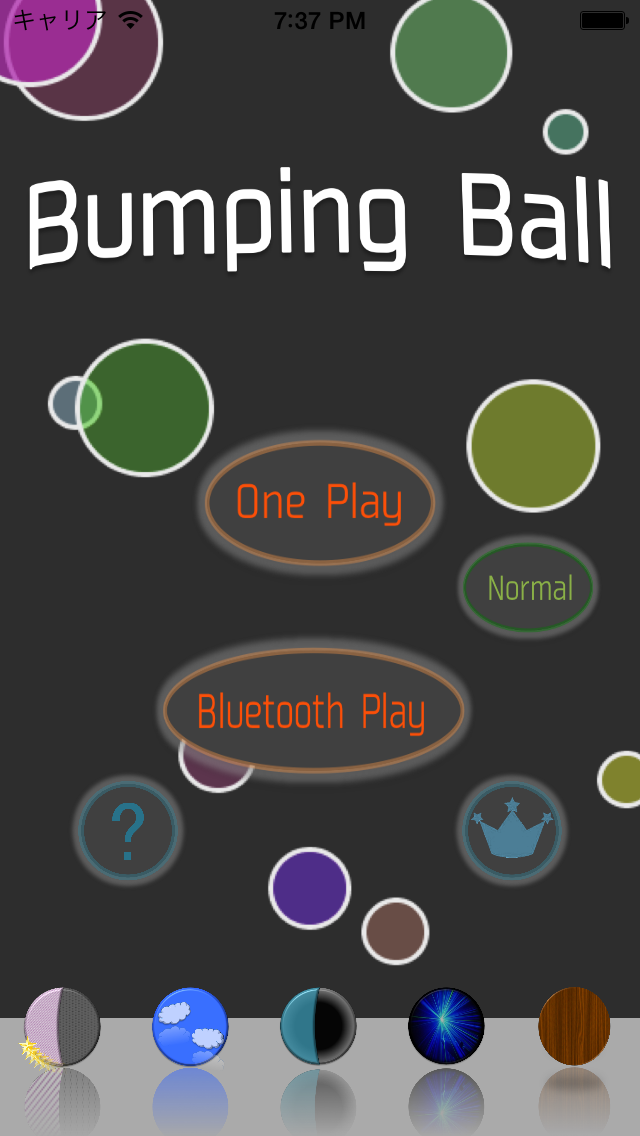 キャリア 7:37 PM
Bumping Ball
One Play
Normal
Bluetooth Play
?